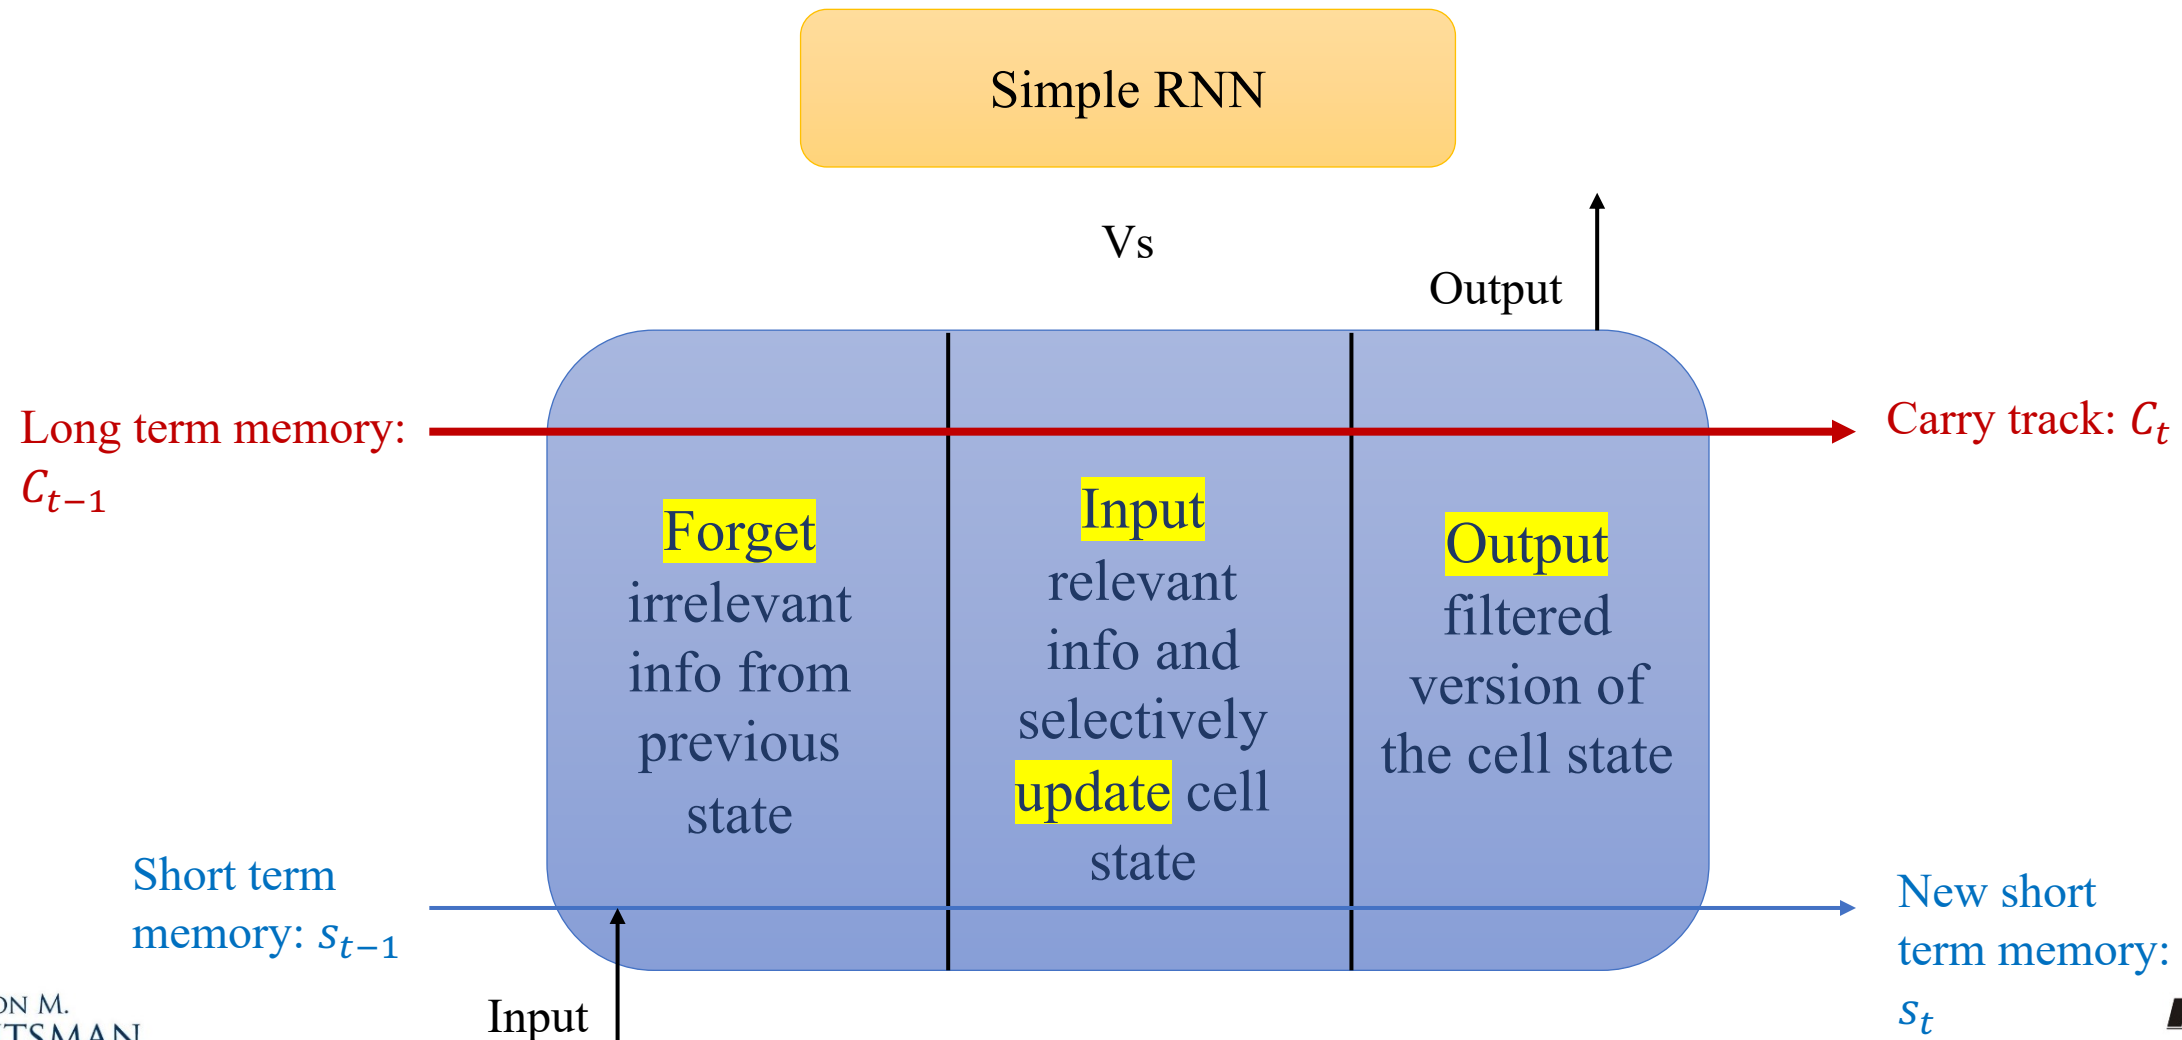 Simple RNN
Vs
Output
Long term memory:
C_{t−1}
Carry track: C_t
Forget
irrelevant
info from
previous
state
Input
relevant
info and
selectively
update cell
state
Output
filtered
version of
the cell state
Short term
memory: s_{t−1}
New short
term memory:
s_t
Input
ON M.